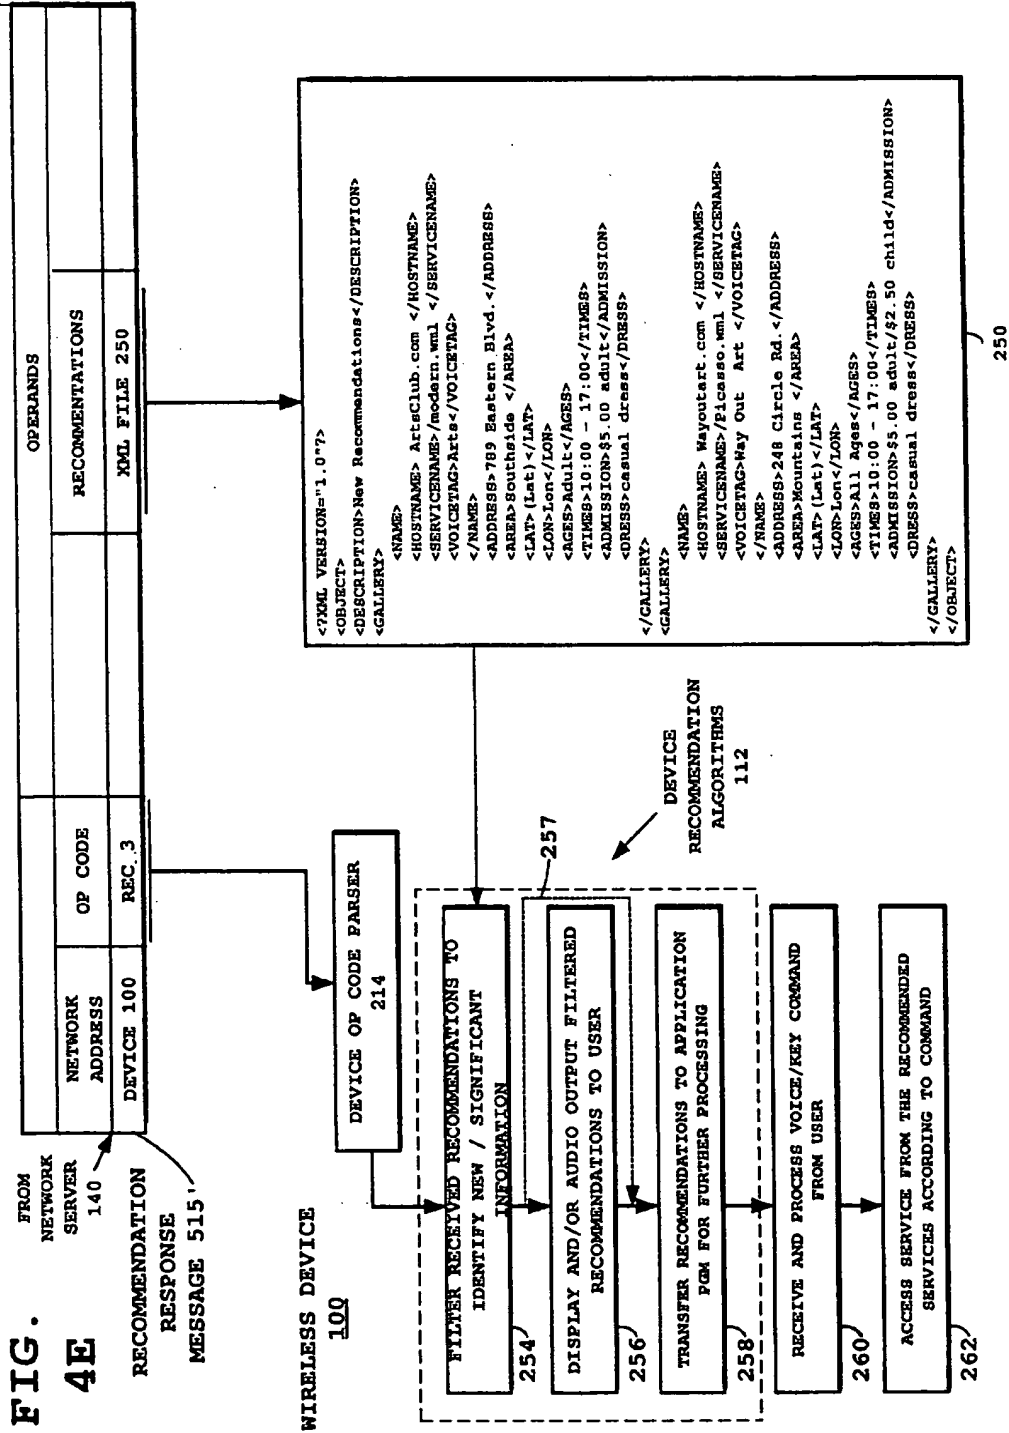 FIG.
4E
FROM
NETWORK
SERVER
140
RECOMMENDATION
RESPONSE
MESSAGE 515'
NETWORK
ADDRESS
OP CODE
OPERANDS
RECOMMENTATIONS
DEVICE 100
REC_3
XML FILE 250
WIRELESS DEVICE
100
DEVICE OP CODE PARSER
214
FILTER RECEIVED RECOMMENDATIONS TO
IDENTIFY NEW / SIGNIFICANT
INFORMATION
254
257
DISPLAY AND/OR AUDIO OUTPUT FILTERED
RECOMMENDATIONS TO USER
256
TRANSFER RECOMMENDATIONS TO APPLICATION
PGM FOR FURTHER PROCESSING
258
RECEIVE AND PROCESS VOICE/KEY COMMAND
FROM USER
260
ACCESS SERVICE FROM THE RECOMMENDED
SERVICES ACCORDING TO COMMAND
262
DEVICE
RECOMMENDATION
ALGORITHMS
112
<?XML VERSION="1.0"?>
<OBJECT>
<DESCRIPTION>New Recommendations</DESCRIPTION>
<GALLERY>
<NAME>
<HOSTNAME> ArtsClub.com </HOSTNAME>
<SERVICENAME>/modern.wml </SERVICENAME>
<VOICETAG>Arts</VOICETAG>
</NAME>
<ADDRESS>789 Eastern Blvd.</ADDRESS>
<AREA>Southside </AREA>
<LAT>(Lat)</LAT>
<LON>Lon</LON>
<AGES>Adult</AGES>
<TIMES>10:00 - 17:00</TIMES>
<ADMISSION>$5.00 adult</ADMISSION>
<DRESS>casual dress</DRESS>
</GALLERY>
<GALLERY>
<NAME>
<HOSTNAME> Wayoutart.com </HOSTNAME>
<SERVICENAME>/Picasso.wml </SERVICENAME>
<VOICETAG>Way Out Art </VOICETAG>
</NAME>
<ADDRESS>248 Circle Rd.</ADDRESS>
<AREA>Mountains </AREA>
<LAT>(Lat)</LAT>
<LON>Lon</LON>
<AGES>All Ages</AGES>
<TIMES>10:00 - 17:00</TIMES>
<ADMISSION>$5.00 adult/$2.50 child</ADMISSION>
<DRESS>casual dress</DRESS>
</GALLERY>
</OBJECT>
250